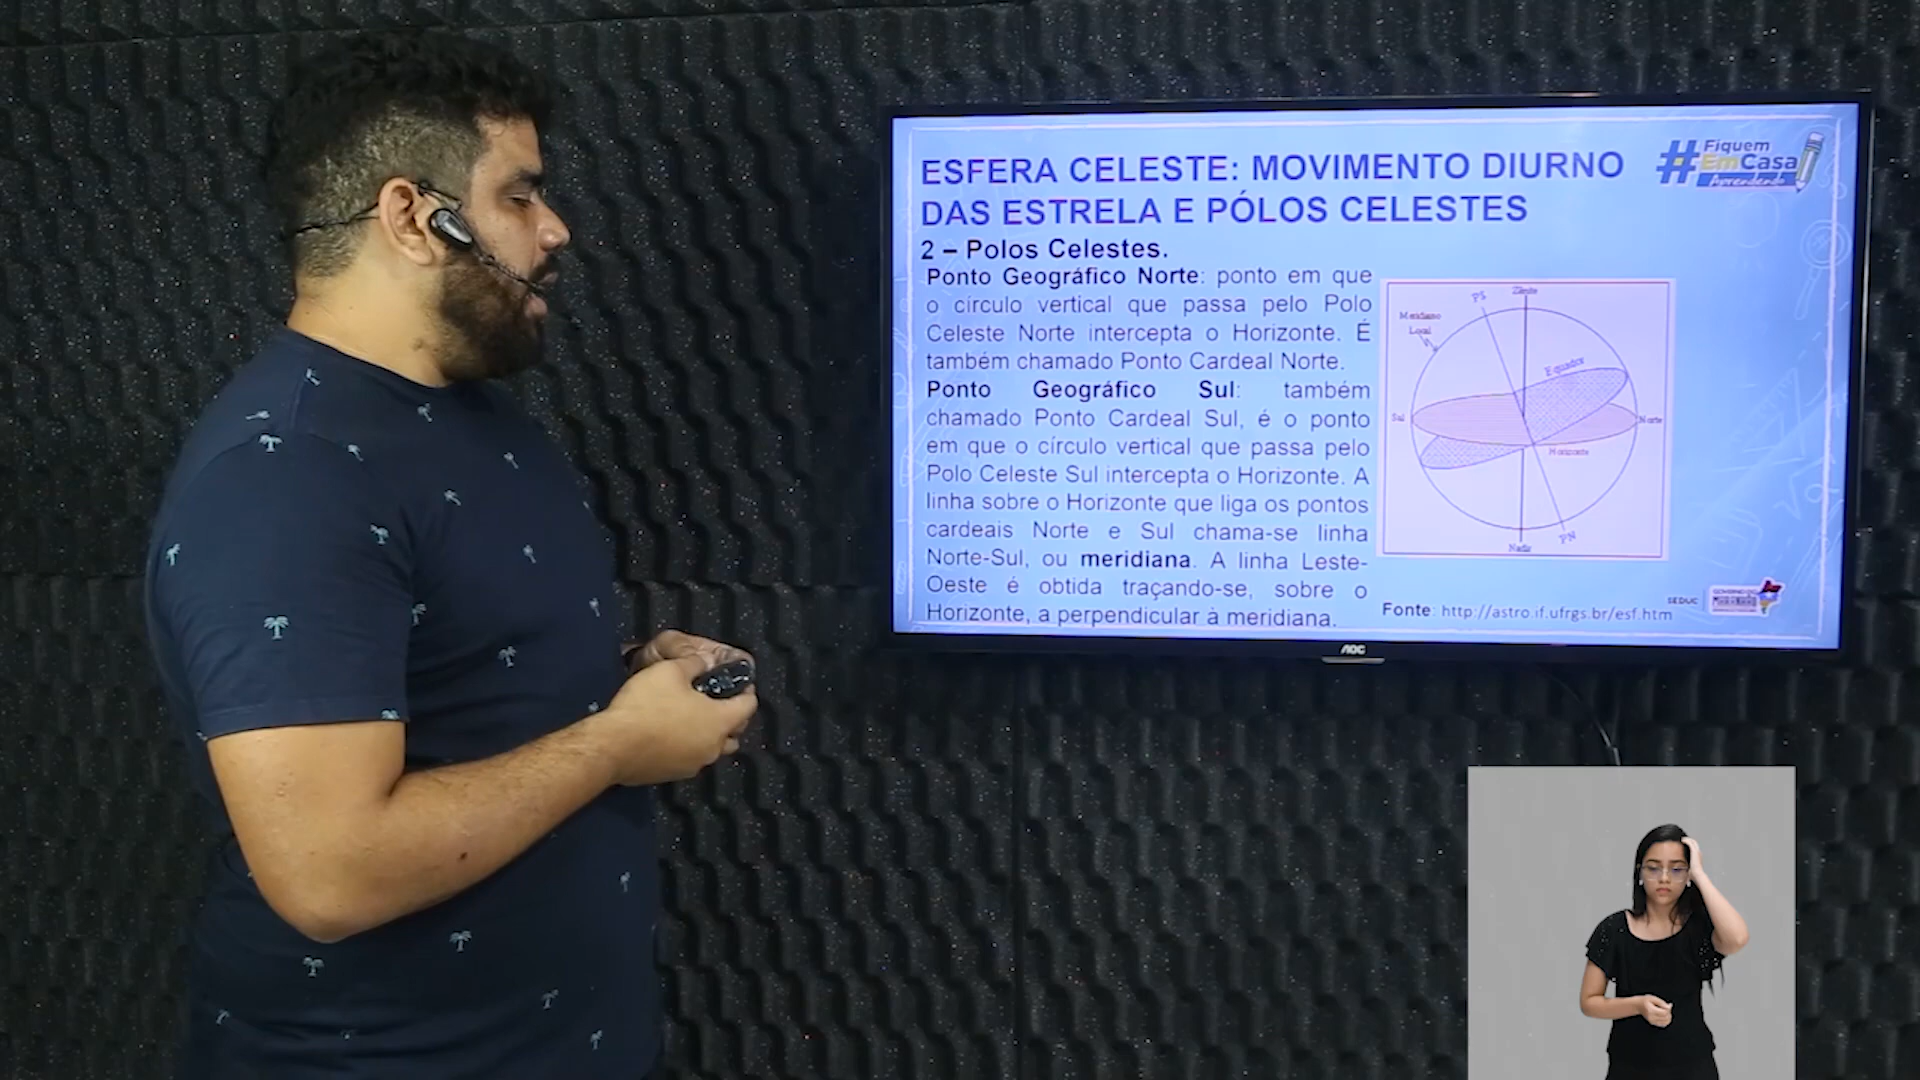 ESFERA CELESTE: MOVIMENTO DIURNO
DAS ESTRELA E PÓLOS CELESTES
#Fiquem
EmCasa
Aprendendo
2 – Polos Celestes.
Ponto Geográfico Norte: ponto em que
o círculo vertical que passa pelo Polo
Celeste Norte intercepta o Horizonte. É
também chamado Ponto Cardeal Norte.
Ponto Geográfico Sul: também
chamado Ponto Cardeal Sul, é o ponto
em que o círculo vertical que passa pelo
Polo Celeste Sul intercepta o Horizonte. A
linha sobre o Horizonte que liga os pontos
cardeais Norte e Sul chama-se linha
Norte-Sul, ou meridiana. A linha Leste-
Oeste é obtida traçando-se, sobre o
Horizonte, a perpendicular à meridiana.
PS
Zênite
Meridiano
Local
Equador
Sul
Norte
Horizonte
Nadir
PN
Fonte: http://astro.if.ufrgs.br/esf.htm
SEDUC
AOC